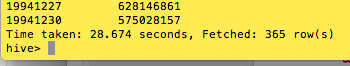 19941227 628146861
19941230 575028157
Time taken: 28.674 seconds, Fetched: 365 row(s)
hive>